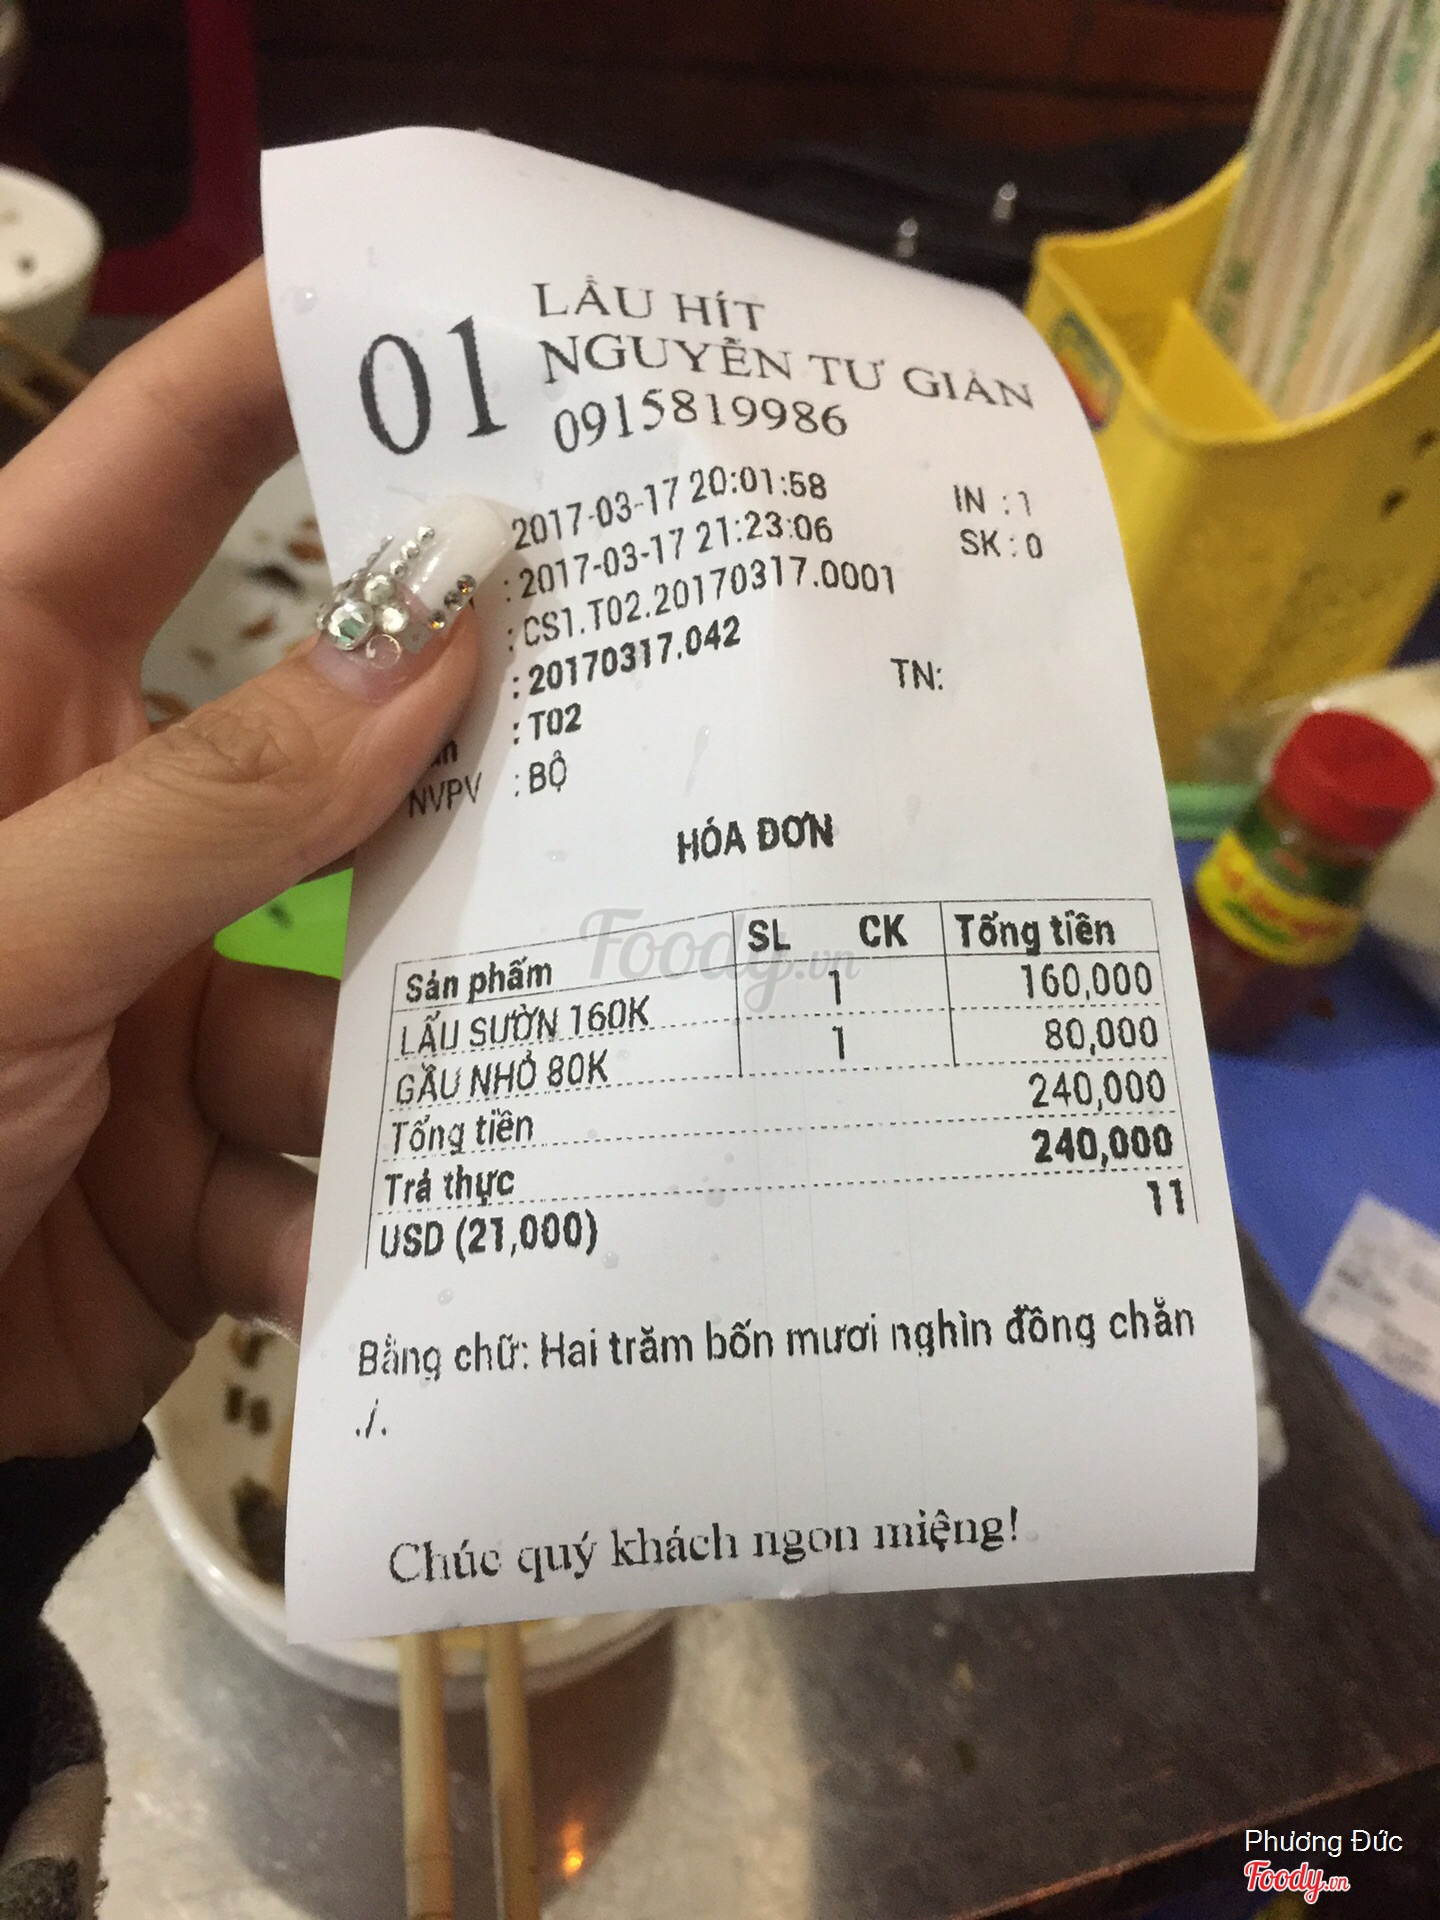 01
LẨU HÍT
NGUYỄN TƯ GIẢN
0915819986
2017-03-17 20:01:58 IN : 1
: 2017-03-17 21:23:06 SK : 0
: CS1.T02.20170317.0001
: 20170317.042
: T02 TN:
NVPV : BỘ
HÓA ĐƠN
Sản phẩm SL CK Tổng tiền
LẨU SƯỜN 160K 1 160,000
GẦU NHỎ 80K 1 80,000
Tổng tiền 240,000
Trả thực 240,000
USD (21,000) 11
Bằng chữ: Hai trăm bốn mươi nghìn đồng chẵn
./.
Chúc quý khách ngon miệng!
Foody.vn
Phương Đức
Foody.vn